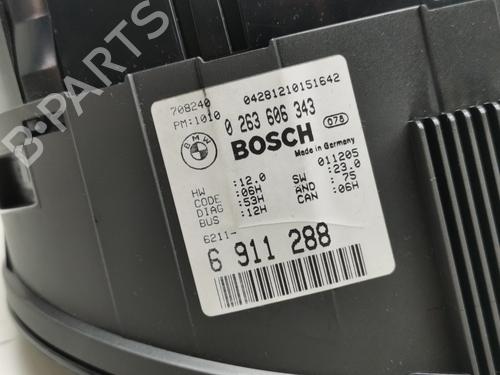 B-PARTS
708240 04281210151642
PM:1010 0 263 606 343
BMW BOSCH 078
Made in Germany
011205
HW :12.0 SW :23.0
CODE :06H AND : 75
DIAG :53H CAN :06H
BUS :12H
6211-
6 911 288